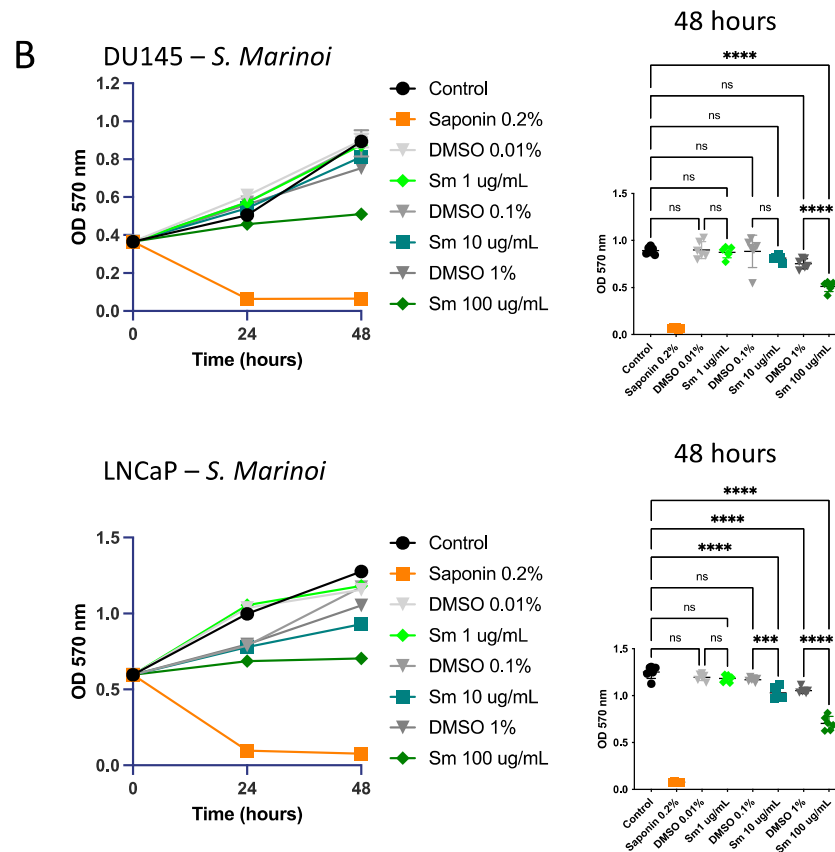 B
DU145 – S. Marinoi
1.2
1.0
0.8
0.6
0.4
0.2
0.0
OD 570 nm
0
24
48
Time (hours)
Control
Saponin 0.2%
DMSO 0.01%
Sm 1 ug/mL
DMSO 0.1%
Sm 10 ug/mL
DMSO 1%
Sm 100 ug/mL
48 hours
****
ns
ns
ns
ns
ns
ns
ns
****
1.5
1.0
0.5
0.0
OD 570 nm
Control
Saponin 0.2%
DMSO 0.01%
Sm 1 ug/mL
DMSO 0.1%
Sm 10 ug/mL
DMSO 1%
Sm 100 ug/mL
LNCaP – S. Marinoi
1.5
1.0
0.5
0.0
OD 570 nm
0
24
48
Time (hours)
Control
Saponin 0.2%
DMSO 0.01%
Sm 1 ug/mL
DMSO 0.1%
Sm 10 ug/mL
DMSO 1%
Sm 100 ug/mL
48 hours
****
****
****
ns
ns
ns
ns
***
****
1.5
1.0
0.5
0.0
OD 570 nm
Control
Saponin 0.2%
DMSO 0.01%
Sm1 ug/mL
DMSO 0.1%
Sm 10 ug/mL
DMSO 1%
Sm 100 ug/mL